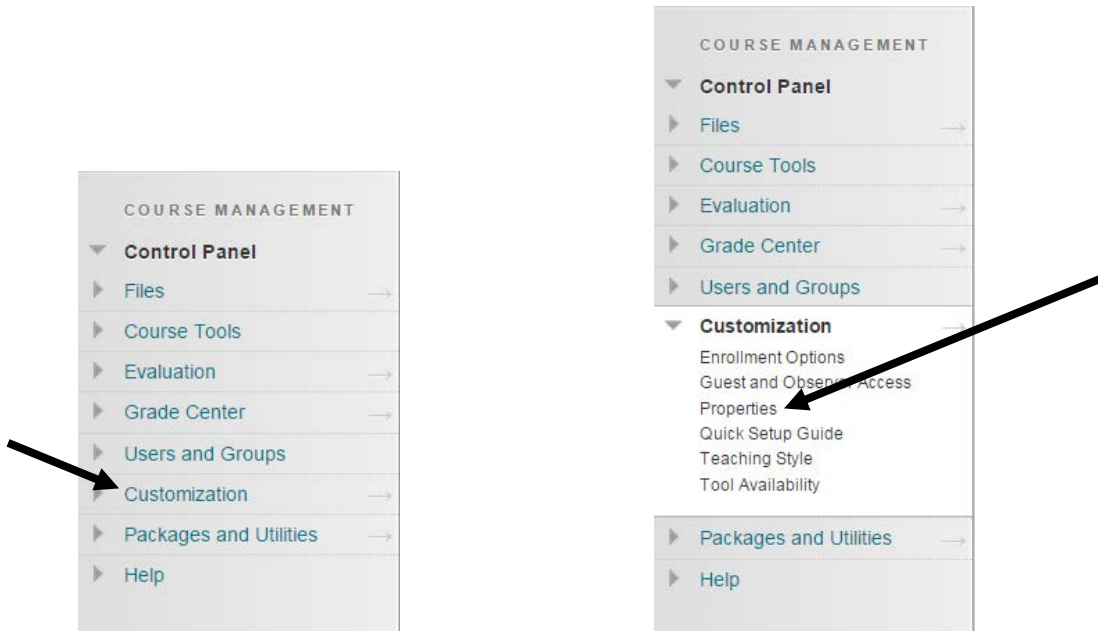 COURSE MANAGEMENT
Control Panel
Files
Course Tools
Evaluation
Grade Center
Users and Groups
Customization
Packages and Utilities
Help
COURSE MANAGEMENT
Control Panel
Files
Course Tools
Evaluation
Grade Center
Users and Groups
Customization
Enrollment Options
Guest and Observer Access
Properties
Quick Setup Guide
Teaching Style
Tool Availability
Packages and Utilities
Help